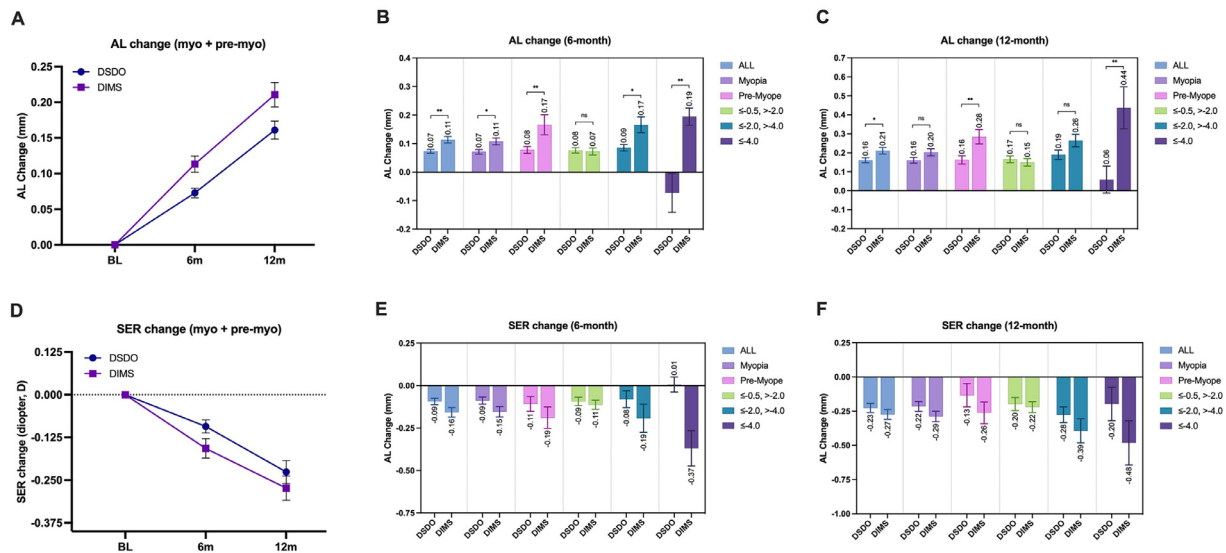 A
AL change (myo + pre-myo)
DSDO
DIMS
AL Change (mm)
0.25
0.20
0.15
0.10
0.05
0.00
BL
6m
12m
B
AL change (6-month)
AL Change (mm)
0.4
0.3
0.2
0.1
0.0
-0.1
-0.2
**
*
**
ns
*
**
0.07
0.11
0.07
0.11
0.08
0.17
0.08
0.07
0.09
0.17
0.19
DSDO
DIMS
DSDO
DIMS
DSDO
DIMS
DSDO
DIMS
DSDO
DIMS
DSDO
DIMS
ALL
Myopia
Pre-Myope
≤-0.5, >-2.0
≤-2.0, >-4.0
≤-4.0
C
AL change (12-month)
AL Change (mm)
0.6
0.4
0.3
0.2
0.1
0.0
-0.1
-0.2
*
ns
**
ns
ns
**
0.16
0.21
0.16
0.20
0.16
0.28
0.17
0.15
0.19
0.26
0.06
0.44
DSDO
DIMS
DSDO
DIMS
DSDO
DIMS
DSDO
DIMS
DSDO
DIMS
DSDO
DIMS
ALL
Myopia
Pre-Myope
≤-0.5, >-2.0
≤-2.0, >-4.0
≤-4.0
D
SER change (myo + pre-myo)
DSDO
DIMS
SER change (diopter, D)
0.125
0.000
-0.125
-0.250
-0.375
BL
6m
12m
E
SER change (6-month)
AL Change (mm)
0.25
0.00
-0.25
-0.50
-0.75
-0.09
-0.16
-0.09
-0.15
-0.11
-0.19
-0.09
-0.11
-0.08
-0.19
0.01
-0.37
DSDO
DIMS
DSDO
DIMS
DSDO
DIMS
DSDO
DIMS
DSDO
DIMS
DSDO
DIMS
ALL
Myopia
Pre-Myope
≤-0.5, >-2.0
≤-2.0, >-4.0
≤-4.0
F
SER change (12-month)
AL Change (mm)
0.25
0.00
-0.25
-0.50
-0.75
-1.00
-0.23
-0.27
-0.22
-0.29
-0.13
-0.26
-0.20
-0.22
-0.28
-0.39
-0.20
-0.48
DSDO
DIMS
DSDO
DIMS
DSDO
DIMS
DSDO
DIMS
DSDO
DIMS
DSDO
DIMS
ALL
Myopia
Pre-Myope
≤-0.5, >-2.0
≤-2.0, >-4.0
≤-4.0